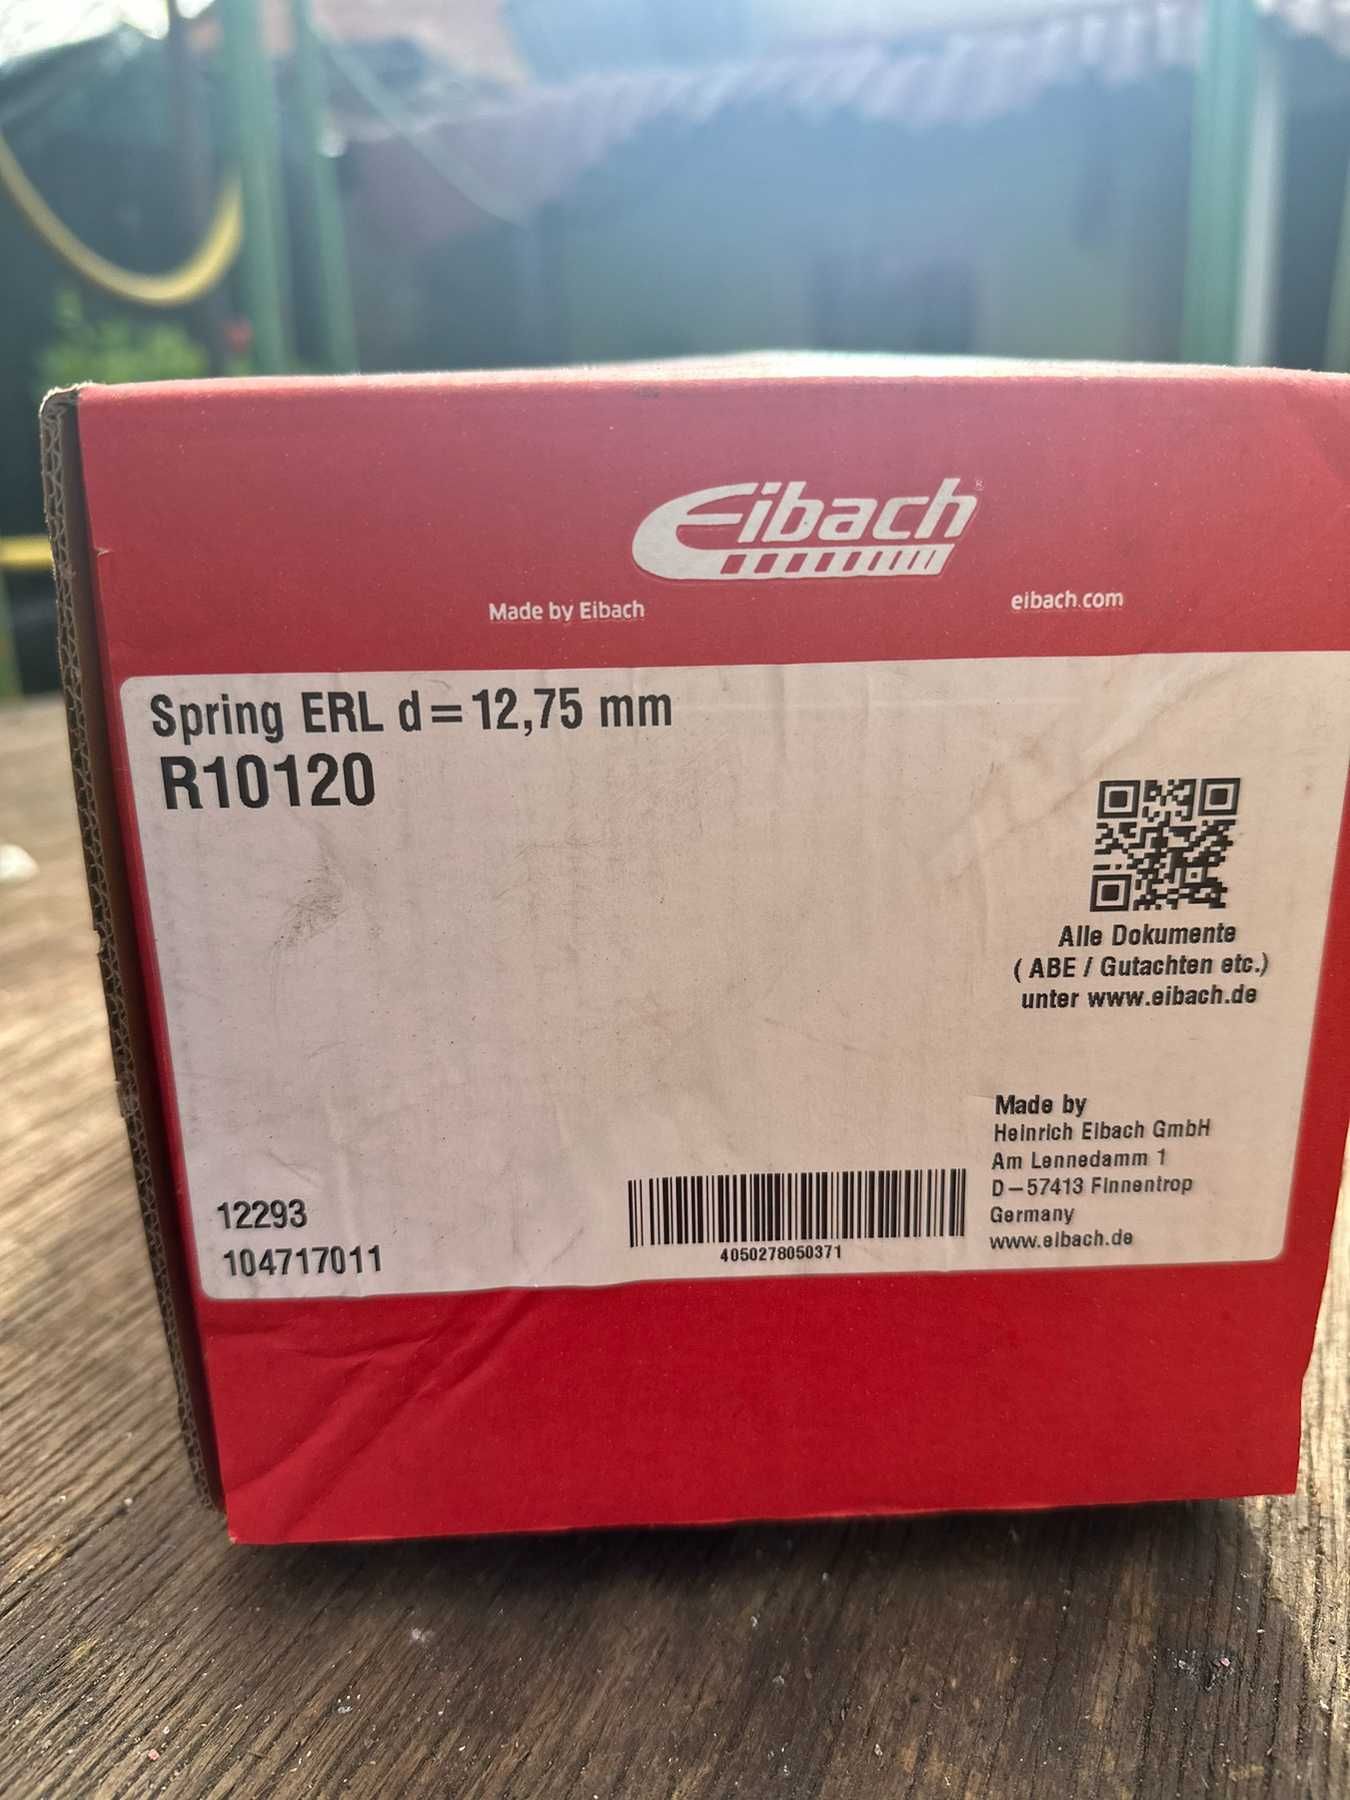 Eibach®
Made by Eibach
eibach.com
Spring ERL d=12,75 mm
R10120
Alle Dokumente
( ABE / Gutachten etc.)
unter www.eibach.de
Made by
Heinrich Eibach GmbH
Am Lennedamm 1
D-57413 Finnentrop
Germany
www.eibach.de
12293
104717011
4050278050371